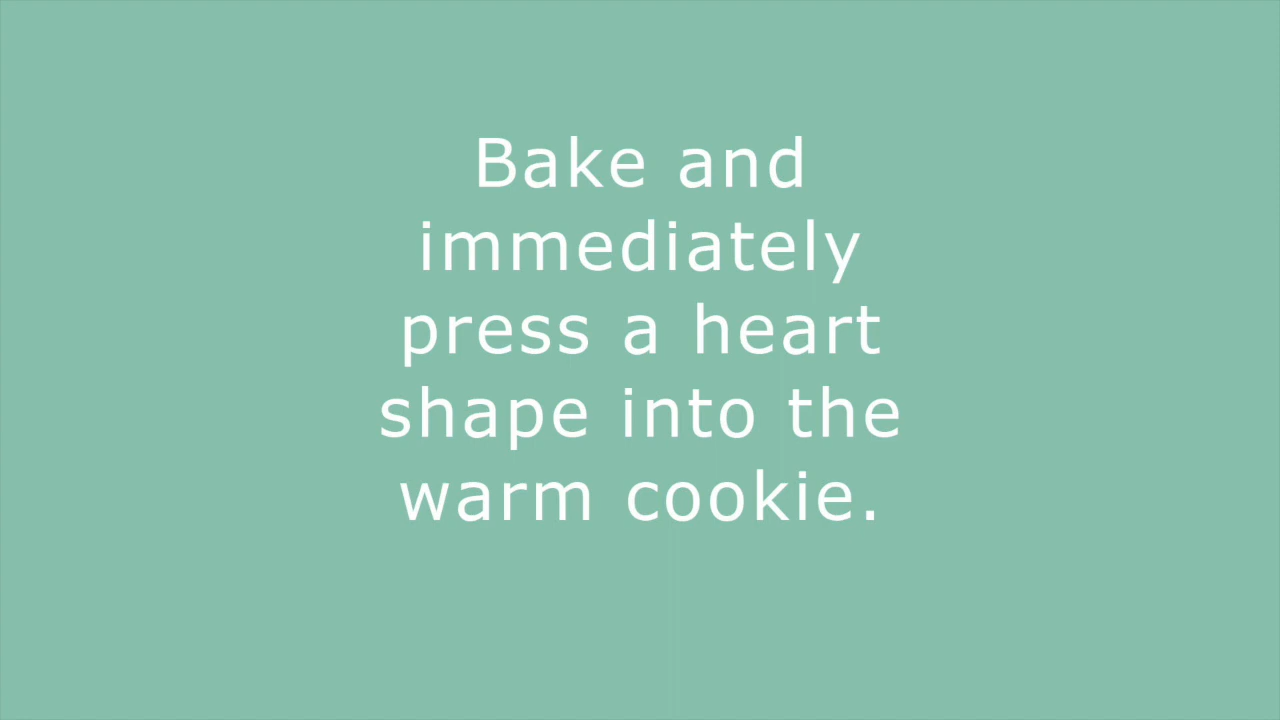 Bake and
immediately
press a heart
shape into the
warm cookie.